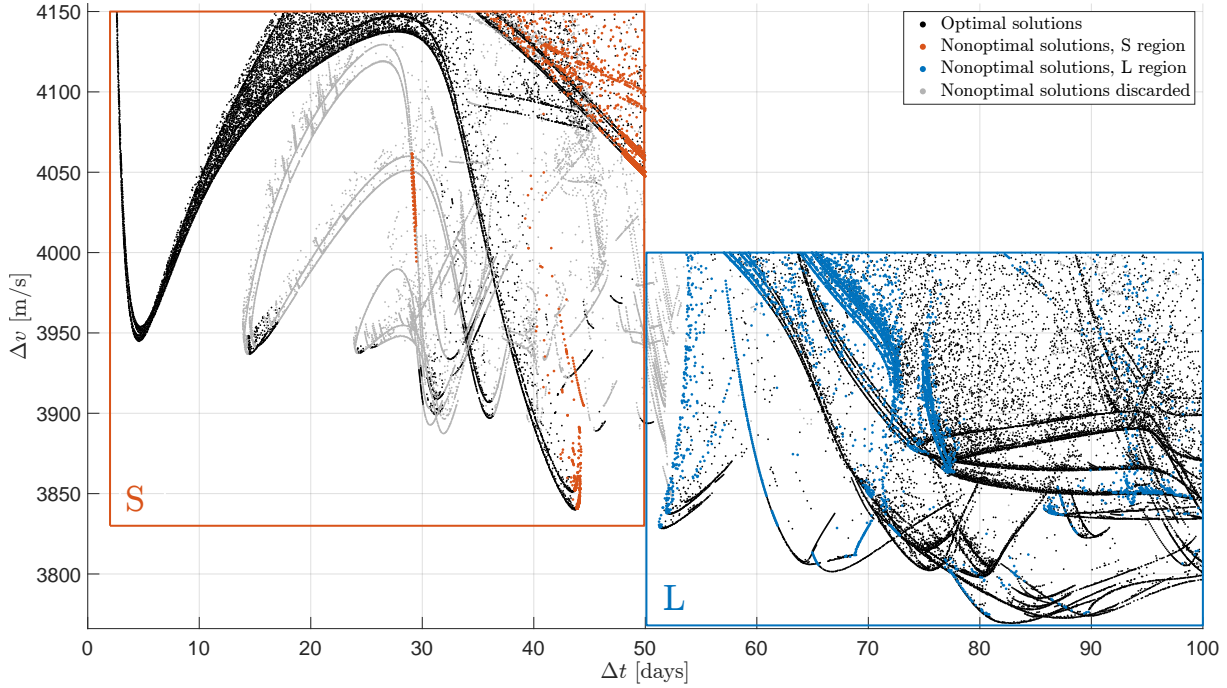 4150
4100
4050
4000
3950
3900
3850
3800
Δv [m/s]
Optimal solutions
Nonoptimal solutions, S region
Nonoptimal solutions, L region
Nonoptimal solutions discarded
S
L
0 10 20 30 40 50 60 70 80 90 100
Δt [days]